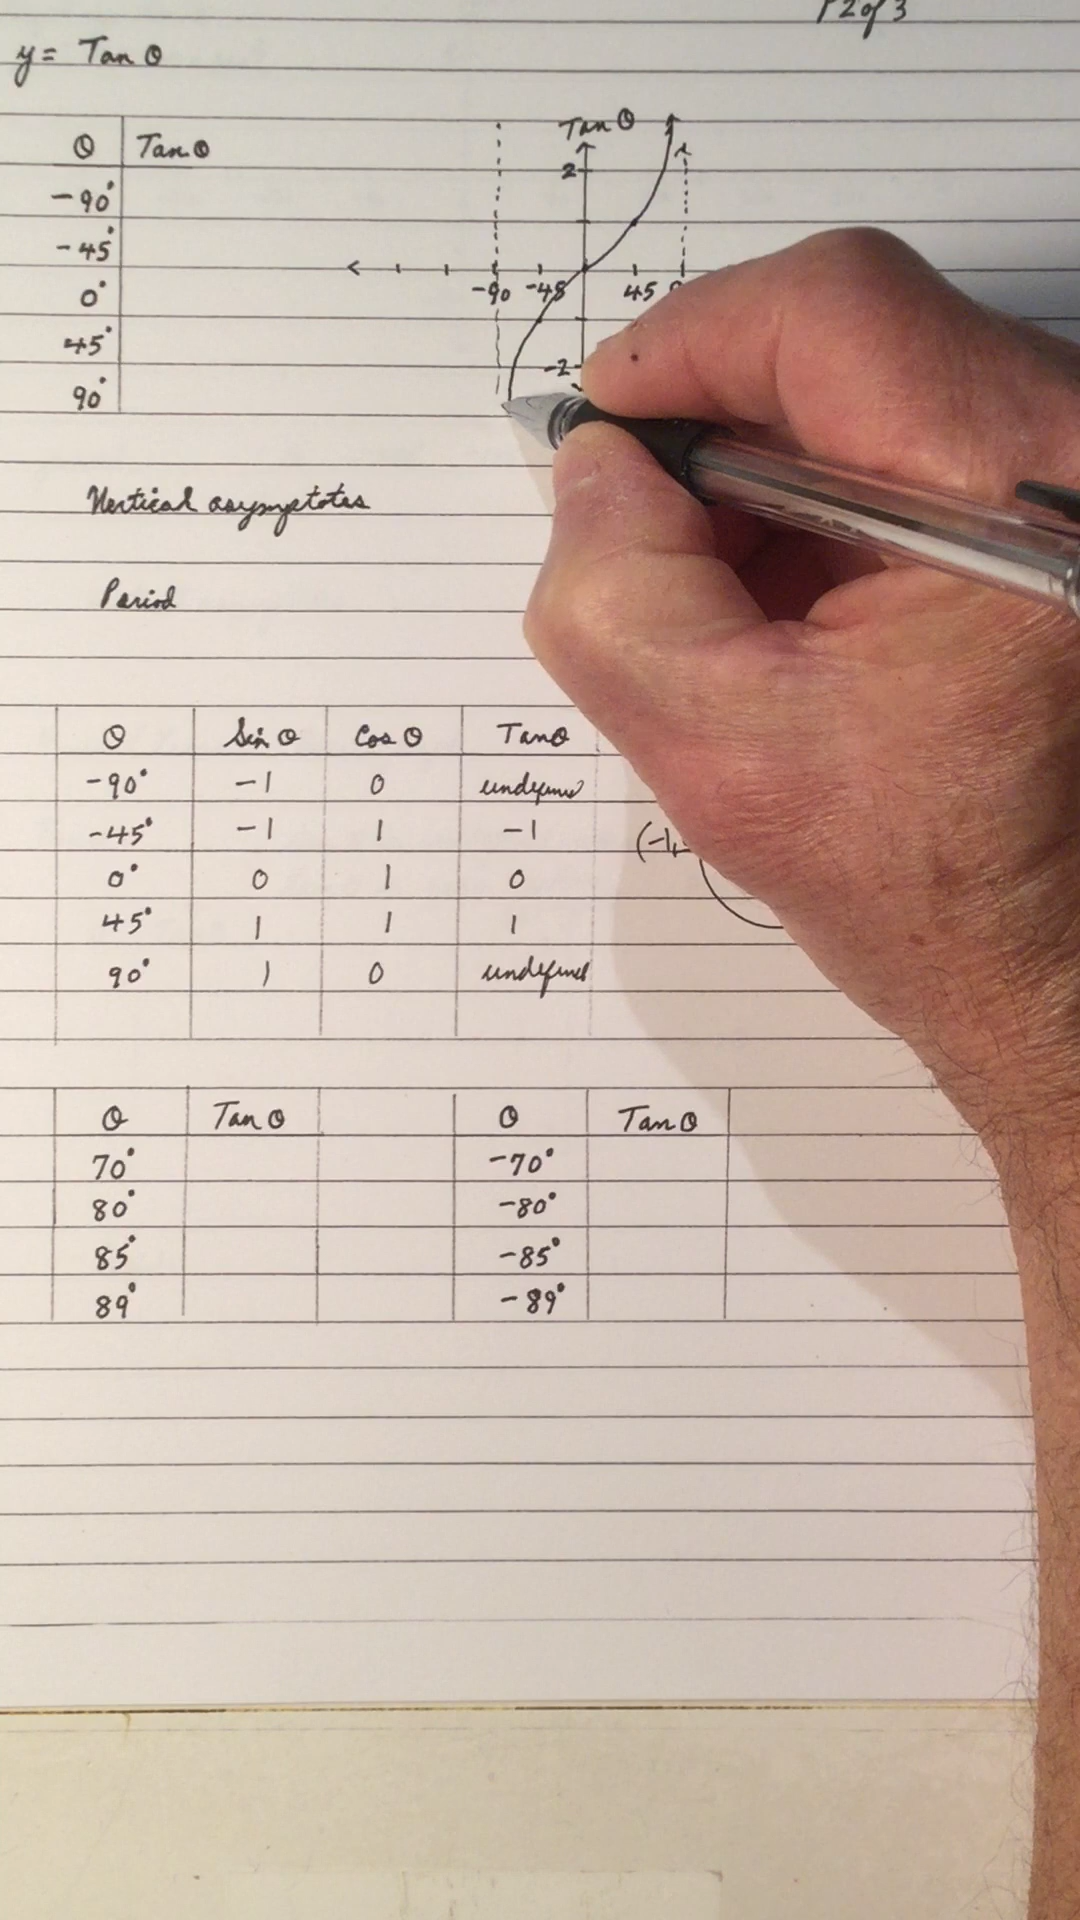 P2 of 3
y = Tan θ
θ Tan θ
-90°
-45°
0°
45°
90°
Tan θ
2
-90 -45 45
-2
Vertical asymptotes
Period
θ Sin θ Cos θ Tan θ
-90° -1 0 undefined
-45° -1 1 -1
0° 0 1 0
45° 1 1 1
90° 1 0 undefined
(-1,
θ Tan θ θ Tan θ
70° -70°
80° -80°
85° -85°
89° -89°